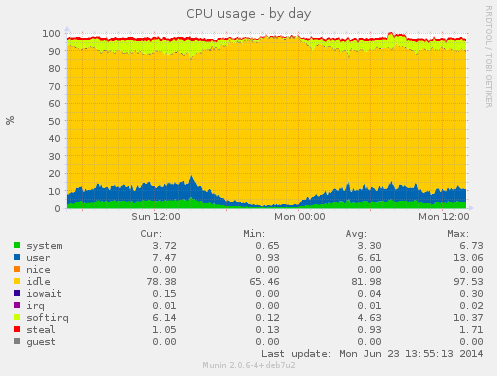 CPU usage - by day
RRDTOOL / TOBI OETIKER
%
100
90
80
70
60
50
40
30
20
10
0
Sun 12:00 Mon 00:00 Mon 12:00
Cur: Min: Avg: Max:
system 3.72 0.65 3.30 6.73
user 7.47 0.93 6.61 13.06
nice 0.00 0.00 0.00 0.00
idle 78.38 65.46 81.98 97.53
iowait 0.15 0.00 0.04 0.30
irq 0.01 0.00 0.01 0.02
softirq 6.14 0.12 4.63 10.37
steal 1.05 0.13 0.93 1.71
guest 0.00 0.00 0.00 0.00
Last update: Mon Jun 23 13:55:13 2014
Munin 2.0.6-4+deb7u2